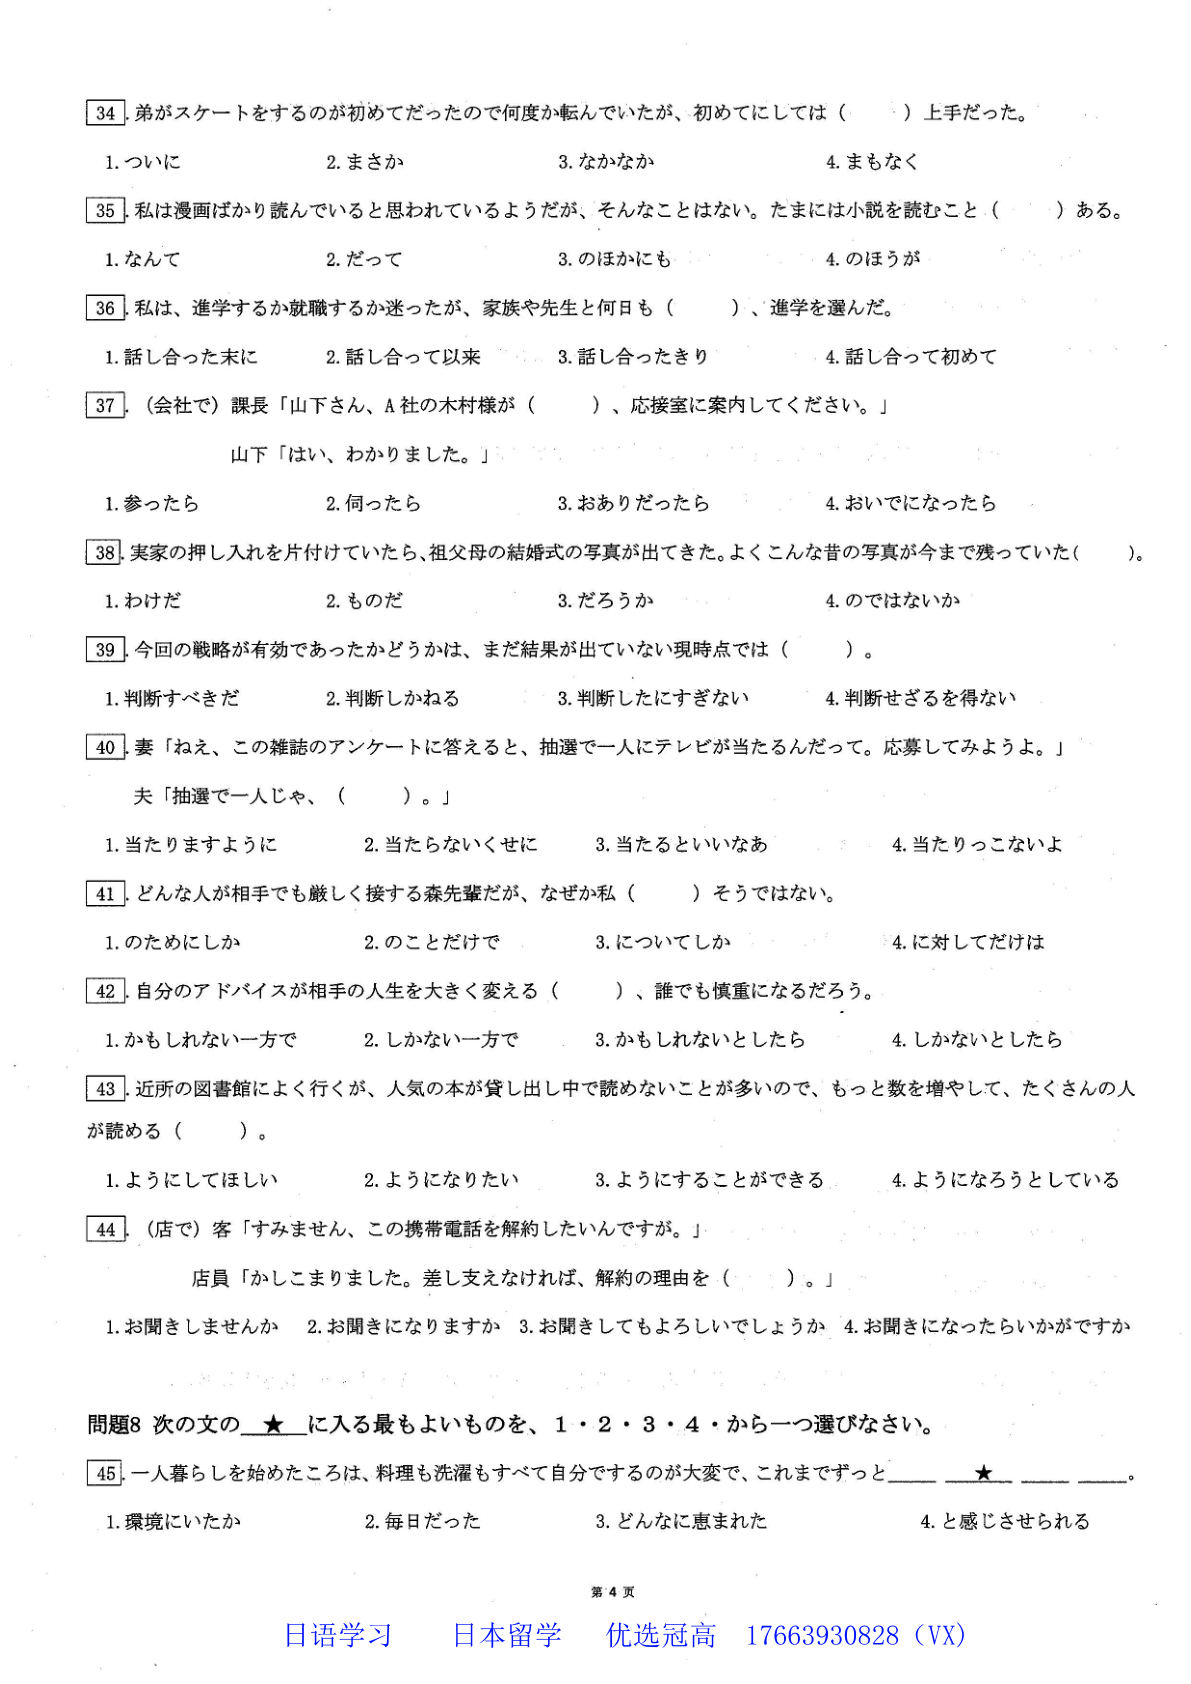 34.弟がスケートをするのが初めてだったので何度か転んでいたが、初めてにしては（　　）上手だった。
1.ついに　2.まさか　3.なかなか　4.まもなく
35.私は漫画ばかり読んでいると思われているようだが、そんなことはない。たまには小説を読むこと（　　）ある。
1.なんて　2.だって　3.のほかにも　4.のほうが
36.私は、進学するか就職するか迷ったが、家族や先生と何日も（　　）、進学を選んだ。
1.話し合った末に　2.話し合って以来　3.話し合ったきり　4.話し合って初めて
37.（会社で）課長「山下さん、A 社の木村様が（　　）、応接室に案内してください。」
山下「はい、わかりました。」
1.参ったら　2.伺ったら　3.おありだったら　4.おいでになったら
38.実家の押し入れを片付けていたら、祖父母の結婚式の写真が出てきた。よくこんな昔の写真が今まで残っていた(　　)。
1.わけだ　2.ものだ　3.だろうか　4.のではないか
39.今回の戦略が有効であったかどうかは、まだ結果が出ていない現時点では（　　）。
1.判断すべきだ　2.判断しかねる　3.判断したにすぎない　4.判断せざるを得ない
40.妻「ねえ、この雑誌のアンケートに答えると、抽選で一人にテレビが当たるんだって。応募してみようよ。」
夫「抽選で一人じゃ、（　　）。」
1.当たりますように　2.当たらないくせに　3.当たるといいなあ　4.当たりっこないよ
41.どんな人が相手でも厳しく接する森先輩だが、なぜか私（　　）そうではない。
1.のためにしか　2.のことだけで　3.についてしか　4.に対してだけは
42.自分のアドバイスが相手の人生を大きく変える（　　）、誰でも慎重になるだろう。
1.かもしれない一方で　2.しかない一方で　3.かもしれないとしたら　4.しかないとしたら
43.近所の図書館によく行くが、人気の本が貸し出し中で読めないことが多いので、もっと数を増やして、たくさんの人
が読める（　　）。
1.ようにしてほしい　2.ようになりたい　3.ようにすることができる　4.ようになろうとしている
44.（店で）客「すみません、この携帯電話を解約したいんですが。」
店員「かしこまりました。差し支えなければ、解約の理由を（　　）。」
1.お聞きしませんか　2.お聞きになりますか　3.お聞きしてもよろしいでしょうか　4.お聞きになったらいかがですか
問題8 次の文の＿★＿に入る最もよいものを、１・２・３・４・から一つ選びなさい。
45.一人暮らしを始めたころは、料理も洗濯もすべて自分でするのが大変で、これまでずっと____ __★__ ____ ____。
1.環境にいたか　2.毎日だった　3.どんなに恵まれた　4.と感じさせられる
第 4 页
日语学习　日本留学　优选冠高　17663930828（VX)